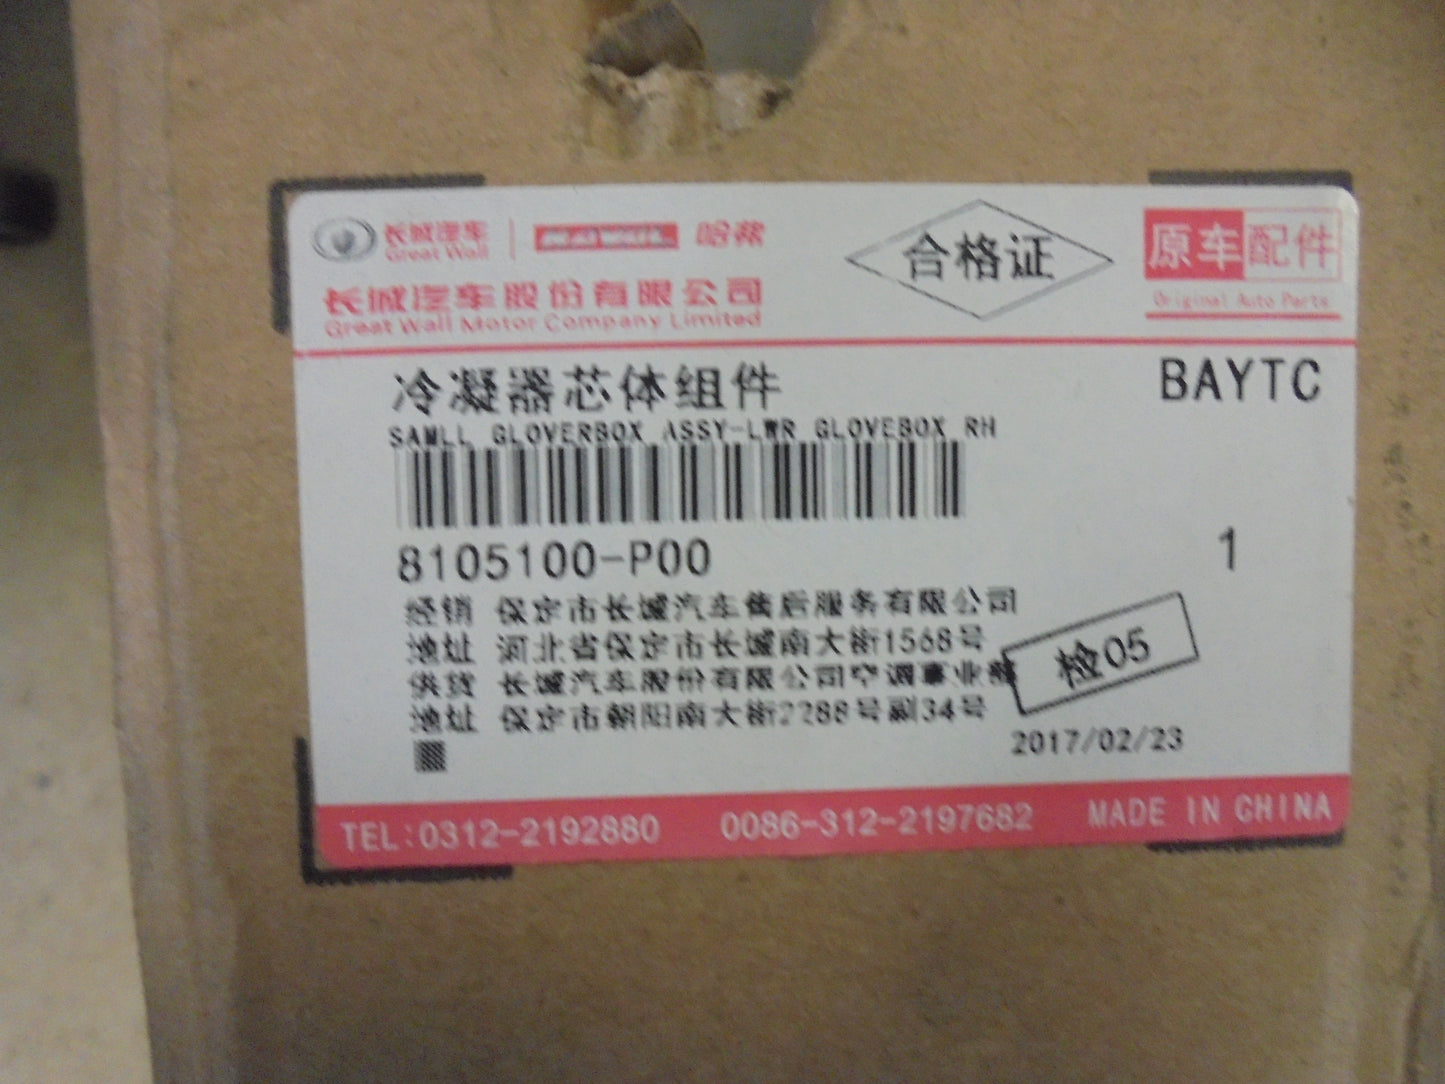 长城汽车 HAVAL 哈弗
Great Wall
长城汽车股份有限公司
Great Wall Motor Company Limited
合格证
原车配件
Original Auto Parts
冷凝器芯体组件 BAYTC
SAMLL GLOVERBOX ASSY-LWR GLOVEBOX RH
8105100-P00 1
经销 保定市长城汽车售后服务有限公司
地址 河北省保定市长城南大街1568号
供货 长城汽车股份有限公司空调事业部
地址 保定市朝阳南大街2288号副34号
检05
2017/02/23
TEL:0312-2192880 0086-312-2197682 MADE IN CHINA